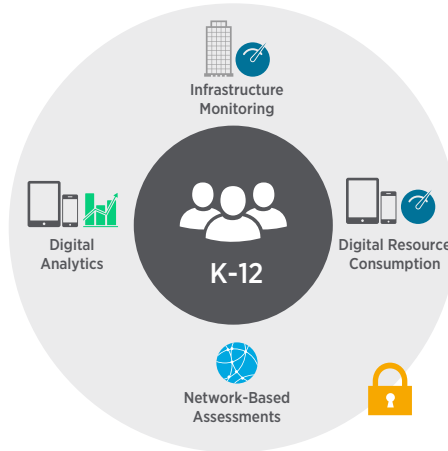 Infrastructure
Monitoring
Digital
Analytics
K-12
Digital Resource
Consumption
Network-Based
Assessments